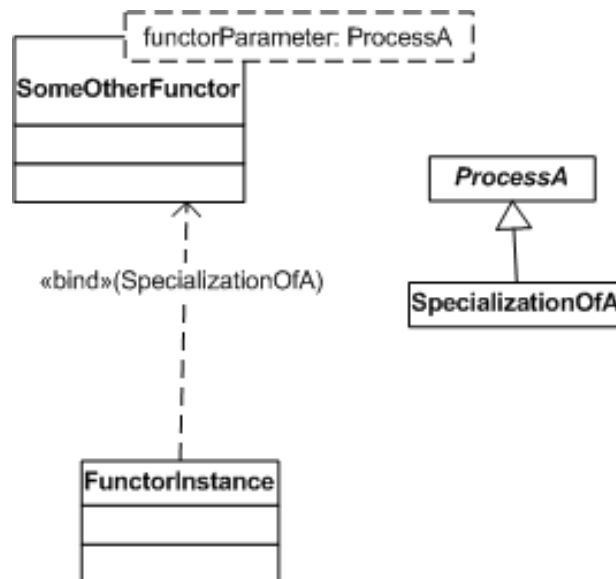 functorParameter: ProcessA
SomeOtherFunctor
ProcessA
«bind»(SpecializationOfA)
SpecializationOfA
FunctorInstance